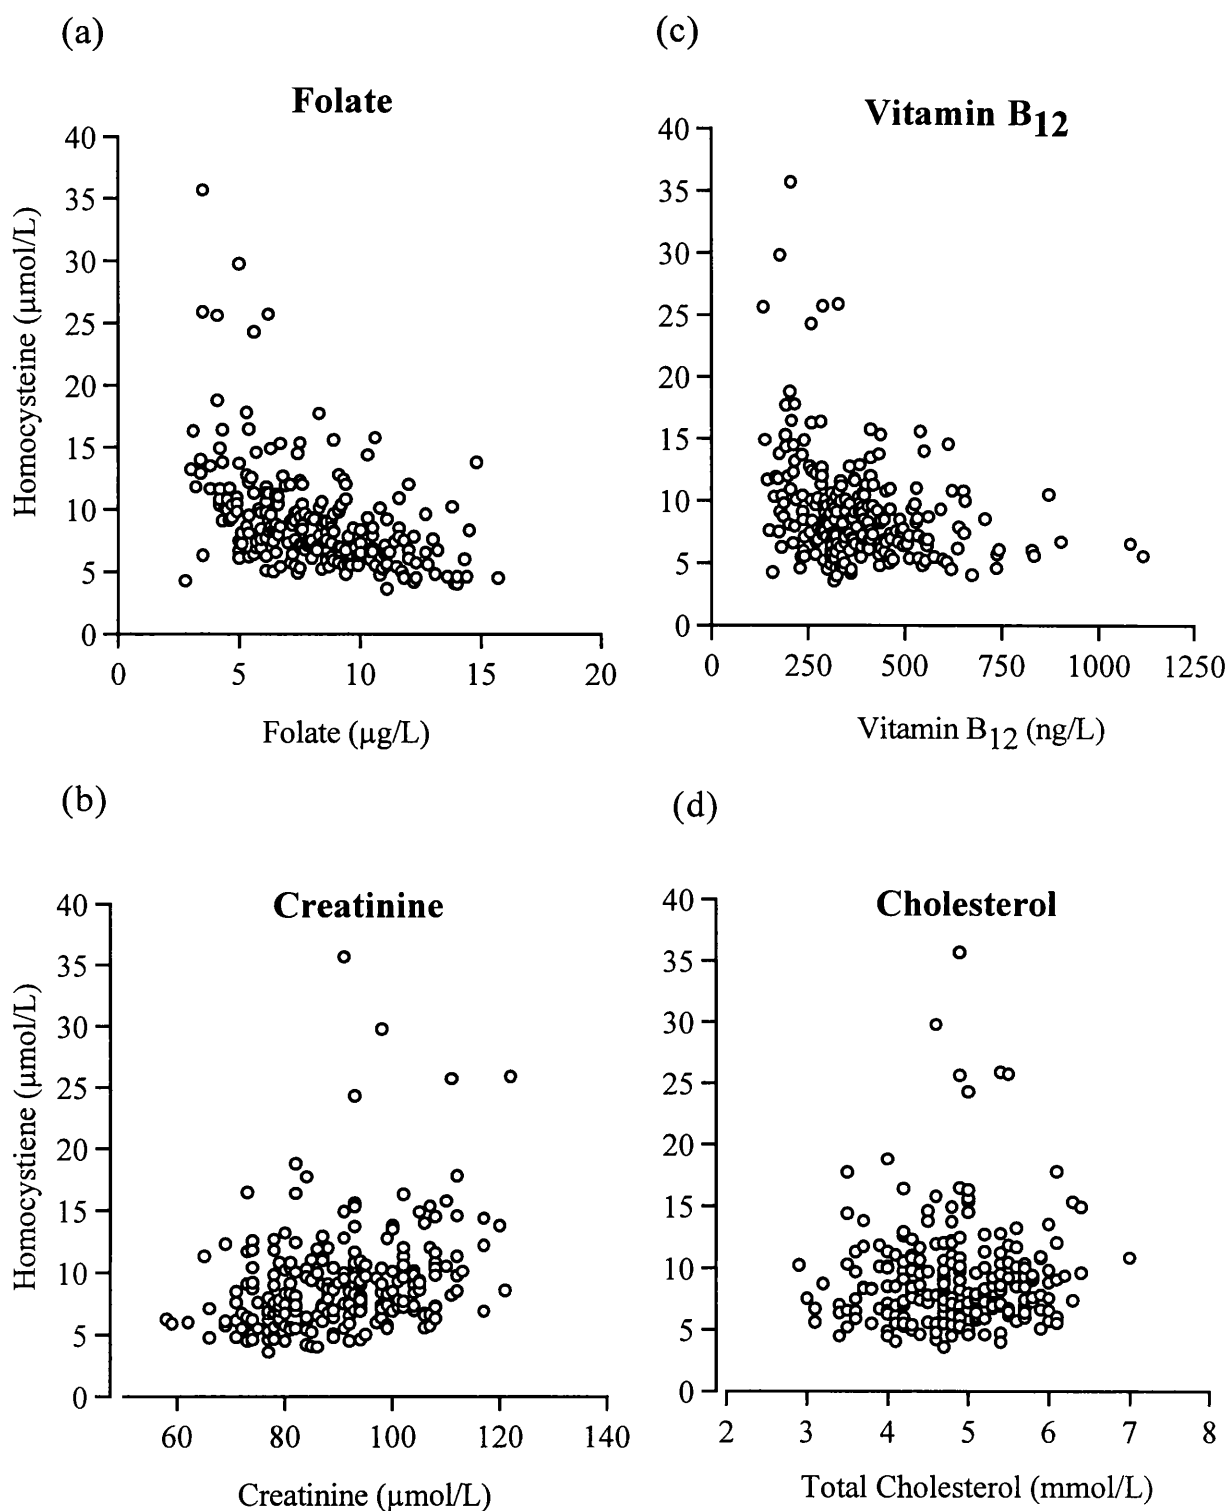 (a)
Folate
40
35
30
25
20
15
10
5
0
0 5 10 15 20
Homocysteine (μmol/L)
Folate (μg/L)
(c)
Vitamin B12
40
35
30
25
20
15
10
5
0
0 250 500 750 1000 1250
Vitamin B12 (ng/L)
(b)
Creatinine
40
35
30
25
20
15
10
5
0
60 80 100 120 140
Homocystiene (μmol/L)
Creatinine (μmol/L)
(d)
Cholesterol
40
35
30
25
20
15
10
5
0
2 3 4 5 6 7 8
Total Cholesterol (mmol/L)